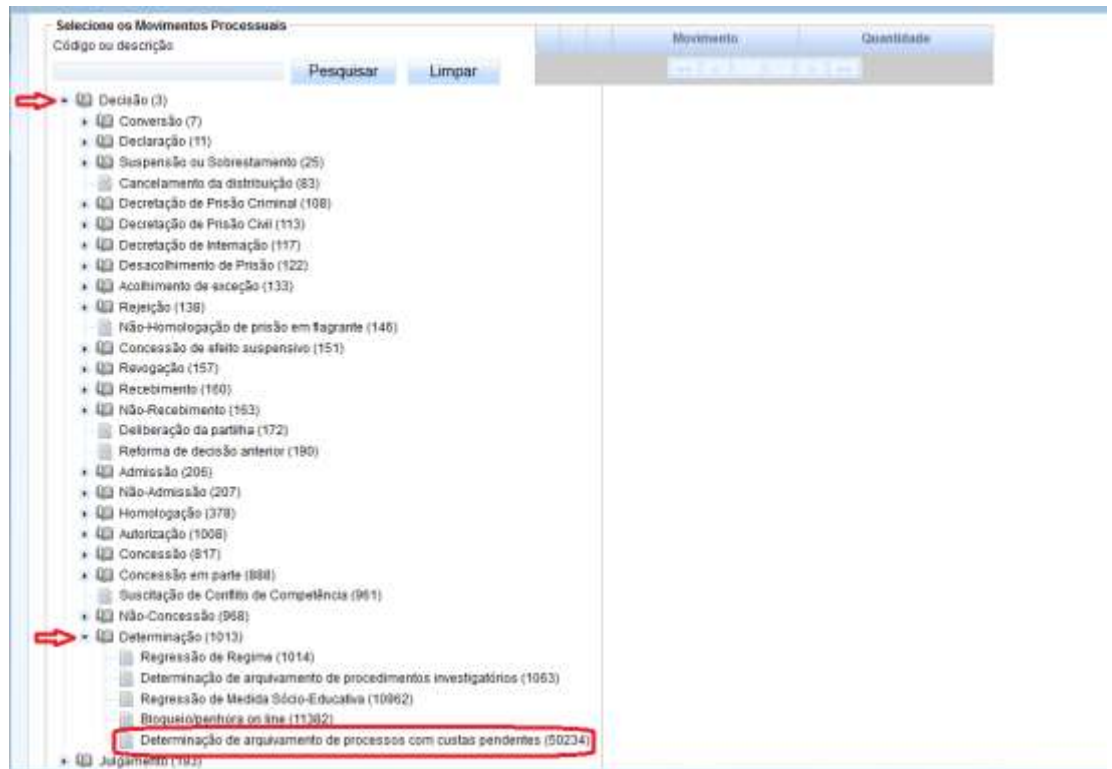 Selecione os Movimentos Processuais
Código ou descrição
Pesquisar Limpar
Movimento Quantidade
Decisão (3)
Conversão (7)
Declaração (11)
Suspensão ou Sobrestamento (25)
Cancelamento da distribuição (83)
Decretação de Prisão Criminal (108)
Decretação de Prisão Civil (113)
Decretação de Internação (117)
Desacolhimento de Prisão (122)
Acolhimento de exceção (133)
Rejeição (138)
Não-Homologação de prisão em flagrante (146)
Concessão de efeito suspensivo (151)
Revogação (157)
Recebimento (160)
Não-Recebimento (163)
Deliberação da partilha (172)
Reforma de decisão anterior (190)
Admissão (206)
Não-Admissão (207)
Homologação (378)
Autorização (1008)
Concessão (817)
Concessão em parte (888)
Suscitação de Conflito de Competência (961)
Não-Concessão (968)
Determinação (1013)
Regressão de Regime (1014)
Determinação de arquivamento de procedimentos investigatórios (1063)
Regressão de Medida Sócio-Educativa (10962)
Bloqueio/penhora on line (11382)
Determinação de arquivamento de processos com custas pendentes (50234)
Julgamento (193)